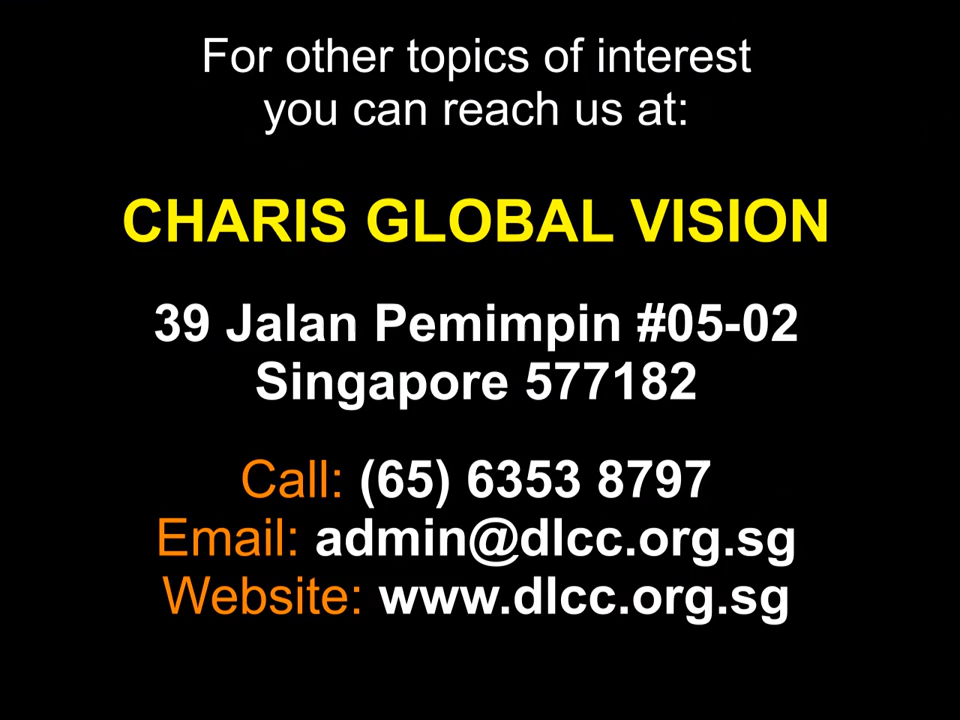 For other topics of interest
you can reach us at:
CHARIS GLOBAL VISION
39 Jalan Pemimpin #05-02
Singapore 577182
Call: (65) 6353 8797
Email: admin@dlcc.org.sg
Website: www.dlcc.org.sg